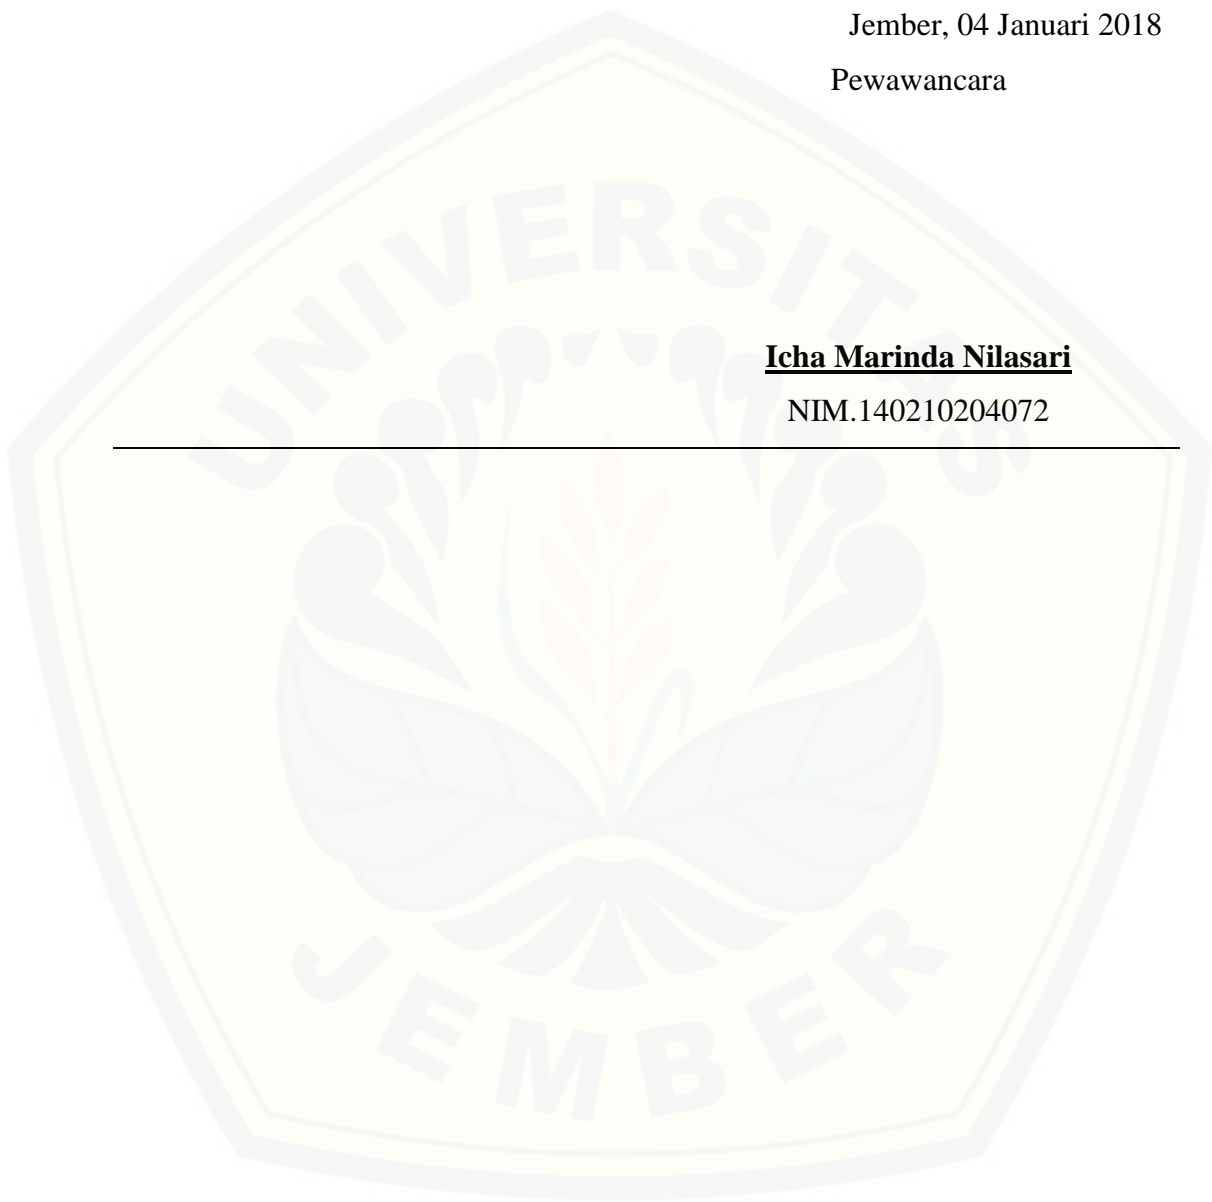 Jember, 04 Januari 2018
Pewawancara
UNIVERSITAS
Icha Marinda Nilasari
NIM.140210204072
JEMBER